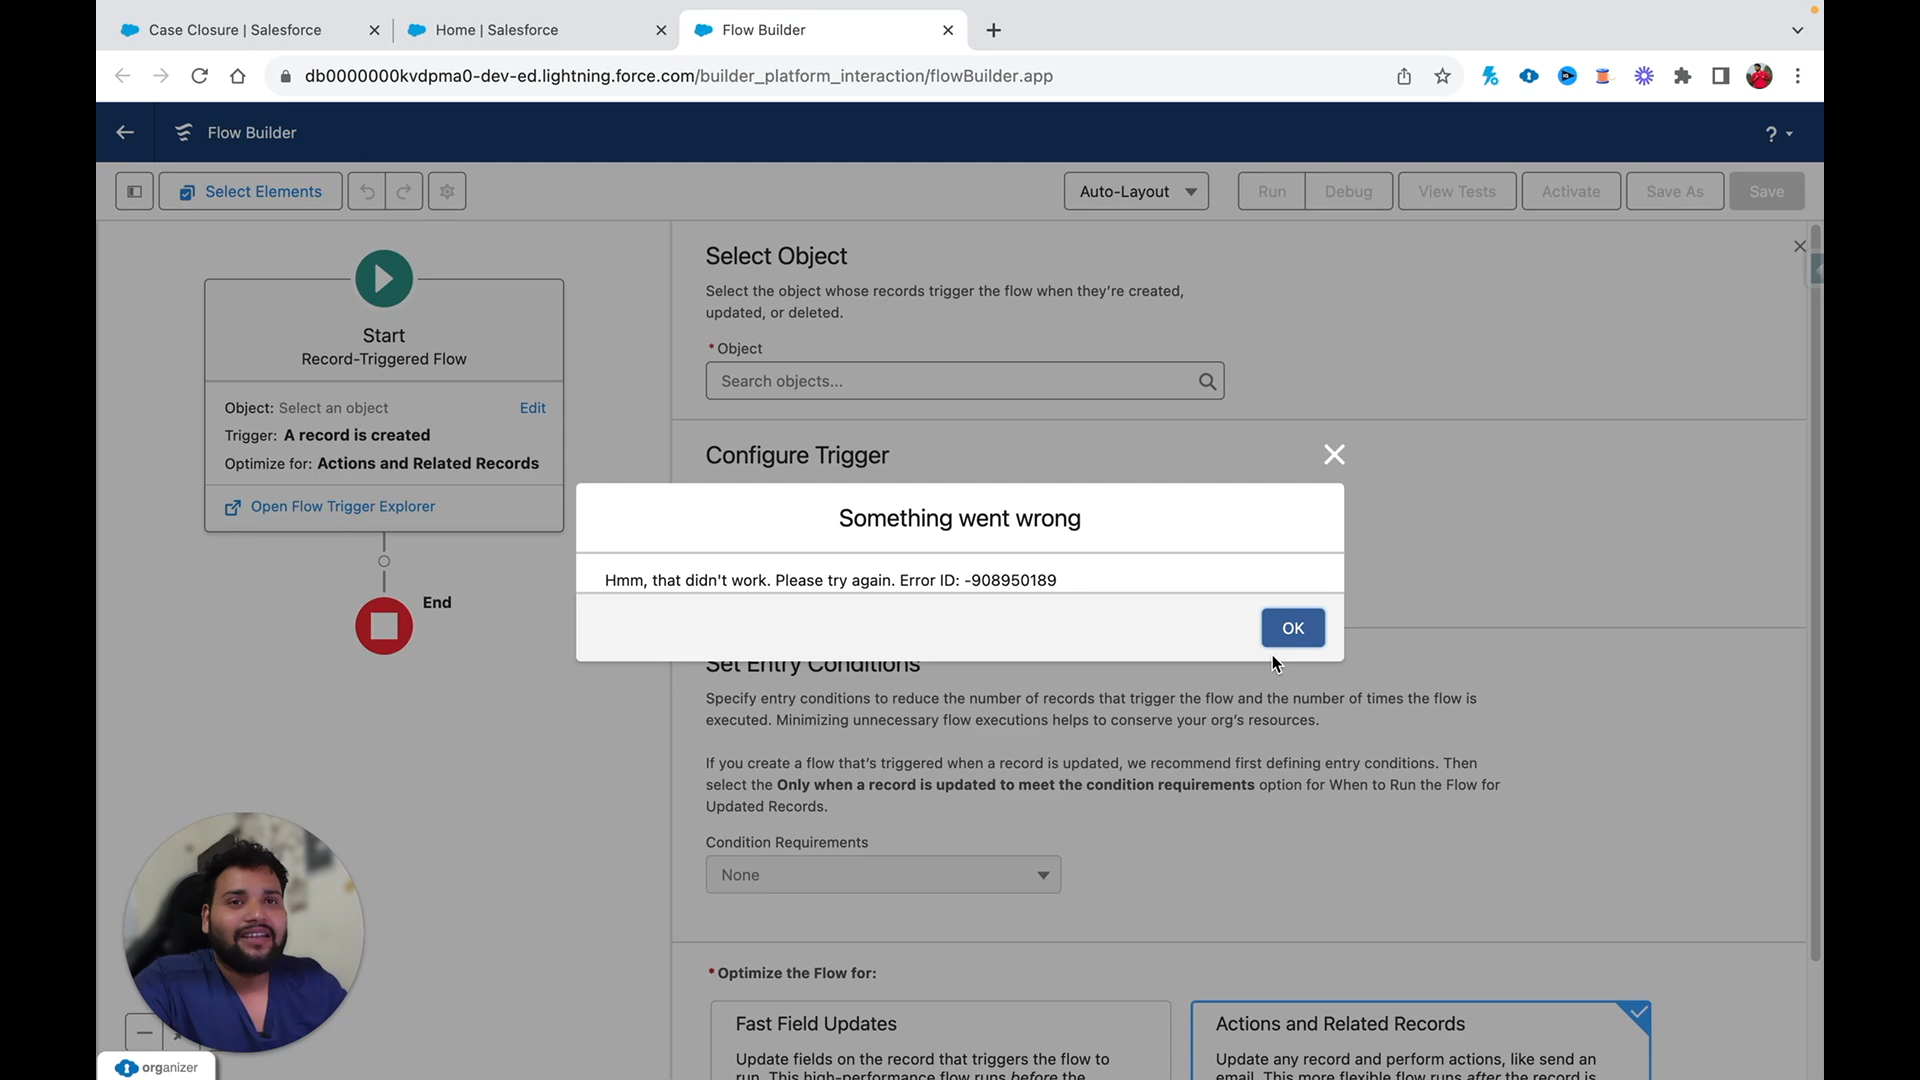 Case Closure | Salesforce
Home | Salesforce
Flow Builder
db0000000kvdpma0-dev-ed.lightning.force.com/builder_platform_interaction/flowBuilder.app
Flow Builder
?
Select Elements
Auto-Layout
Run
Debug
View Tests
Activate
Save As
Save
Start
Record-Triggered Flow
Object: Select an object
Edit
Trigger: A record is created
Optimize for: Actions and Related Records
Open Flow Trigger Explorer
End
Select Object
Select the object whose records trigger the flow when they’re created,
updated, or deleted.
* Object
Search objects...
Configure Trigger
Something went wrong
Hmm, that didn't work. Please try again. Error ID: -908950189
OK
Set Entry Conditions
Specify entry conditions to reduce the number of records that trigger the flow and the number of times the flow is
executed. Minimizing unnecessary flow executions helps to conserve your org’s resources.
If you create a flow that’s triggered when a record is updated, we recommend first defining entry conditions. Then
select the Only when a record is updated to meet the condition requirements option for When to Run the Flow for
Updated Records.
Condition Requirements
None
* Optimize the Flow for:
Fast Field Updates
Update fields on the record that triggers the flow to
run. This high-performance flow runs before the
Actions and Related Records
Update any record and perform actions, like send an
email. This more flexible flow runs after the record is
organizer